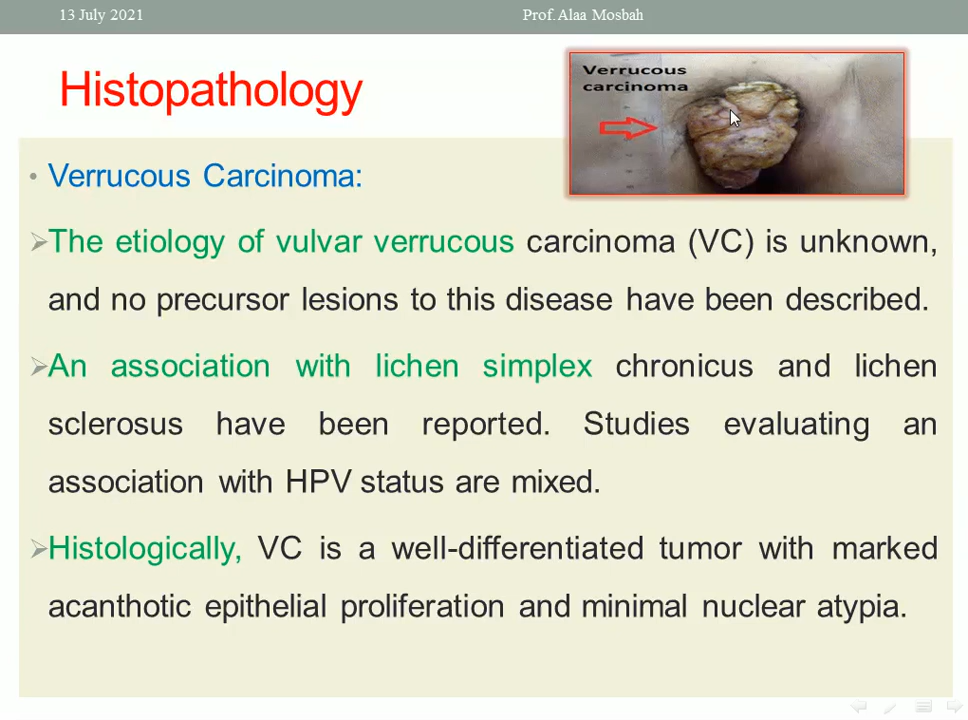 13 July 2021
Prof. Alaa Mosbah
Histopathology
Verrucous
carcinoma
• Verrucous Carcinoma:
➢The etiology of vulvar verrucous carcinoma (VC) is unknown,
and no precursor lesions to this disease have been described.
➢An association with lichen simplex chronicus and lichen
sclerosus have been reported. Studies evaluating an
association with HPV status are mixed.
➢Histologically, VC is a well-differentiated tumor with marked
acanthotic epithelial proliferation and minimal nuclear atypia.